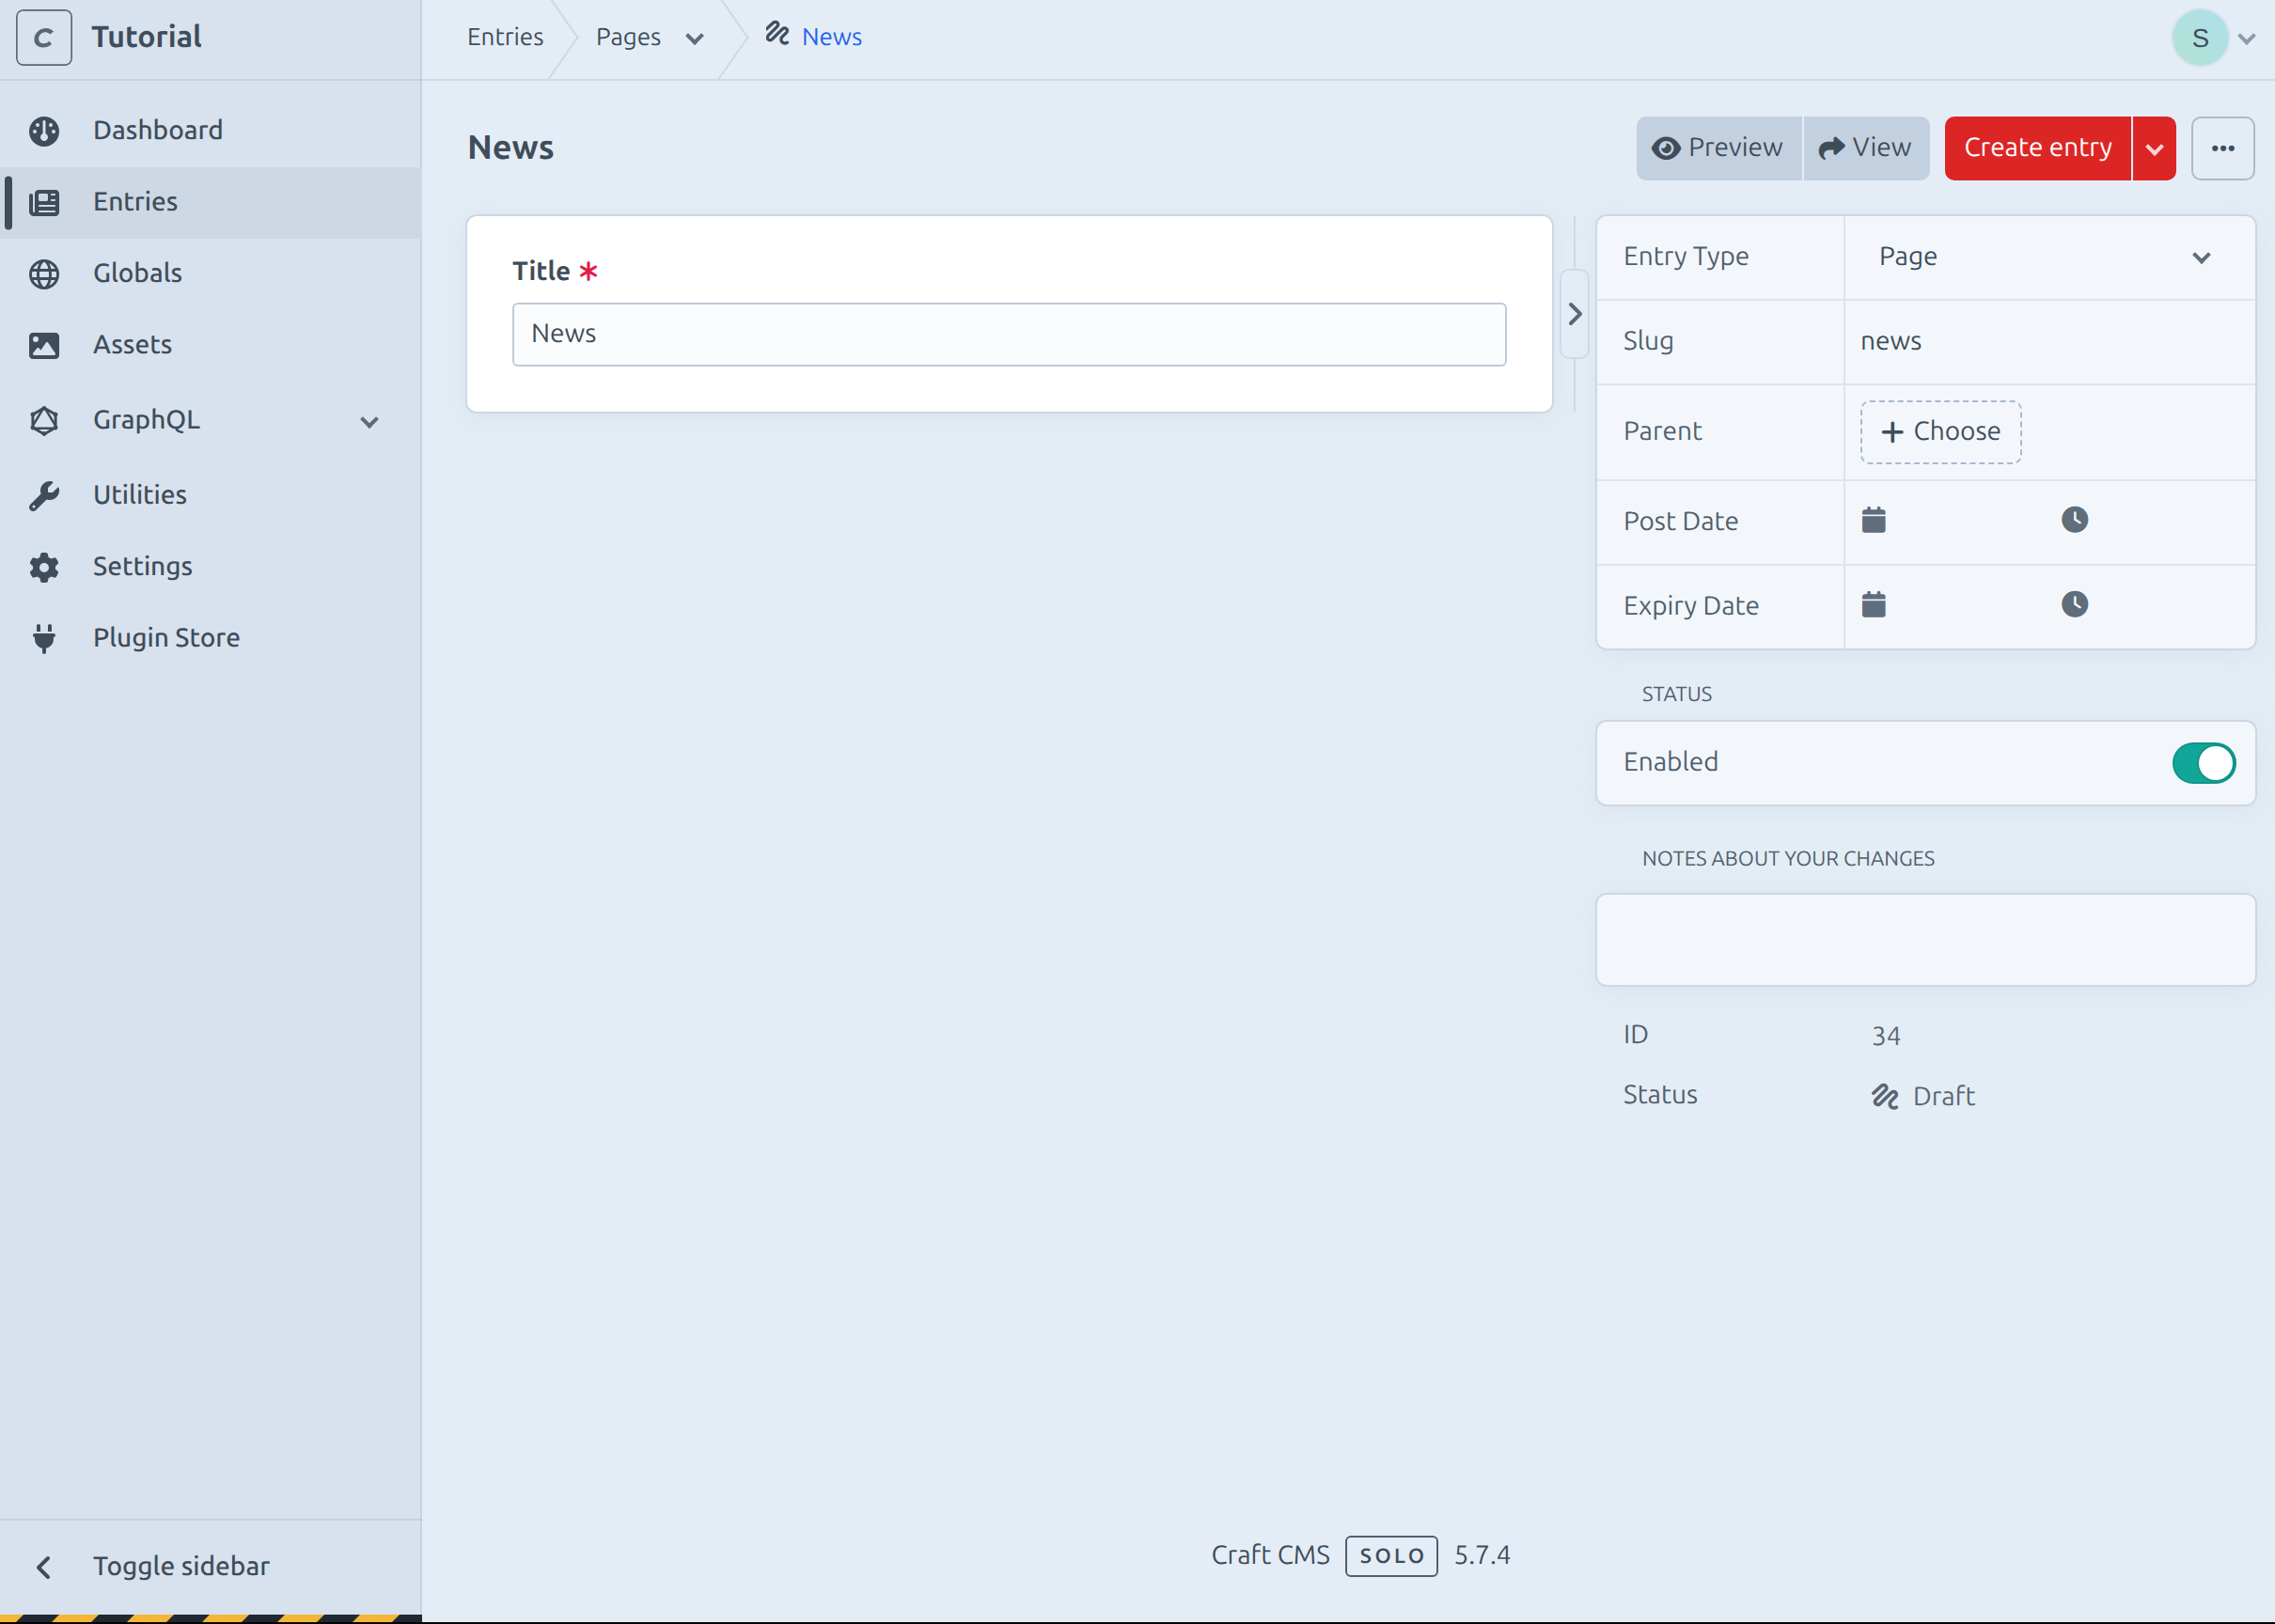 C Tutorial
Entries Pages News
S
Dashboard
Entries
Globals
Assets
GraphQL
Utilities
Settings
Plugin Store
Toggle sidebar
News
Preview View Create entry
Title *
News
Entry Type Page
Slug news
Parent Choose
Post Date
Expiry Date
STATUS
Enabled
NOTES ABOUT YOUR CHANGES
ID 34
Status Draft
Craft CMS SOLO 5.7.4